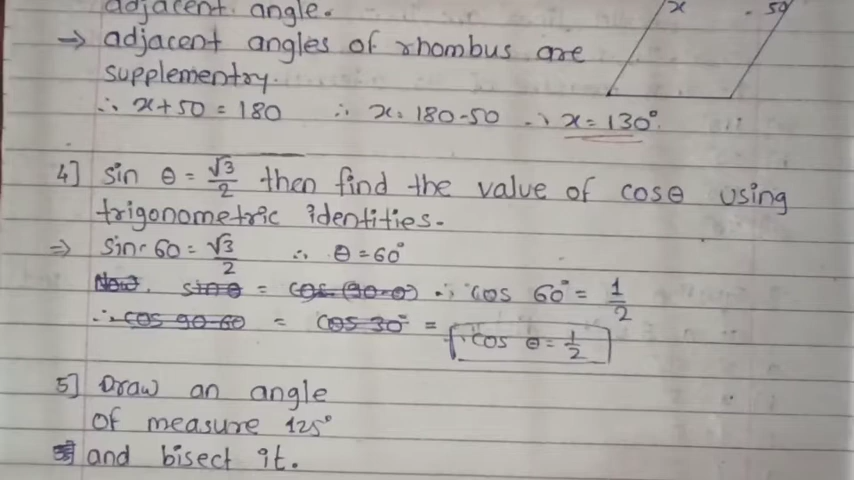 adjacent angle.
x 50
→ adjacent angles of rhombus are
supplementry.
∴ x+50 = 180 ∴ x = 180-50 ∴ x = 130°
4] sin θ = √3/2 then find the value of cosθ using
trigonometric identities.
⇒ sin 60 = √3/2 ∴ θ = 60°
Now. sin θ = cos (90-θ) ∴ cos 60° = 1/2
∴ cos 90-60 = cos 30° = ∴ cos θ = 1/2
5] Draw an angle
of measure 125°
and bisect it.